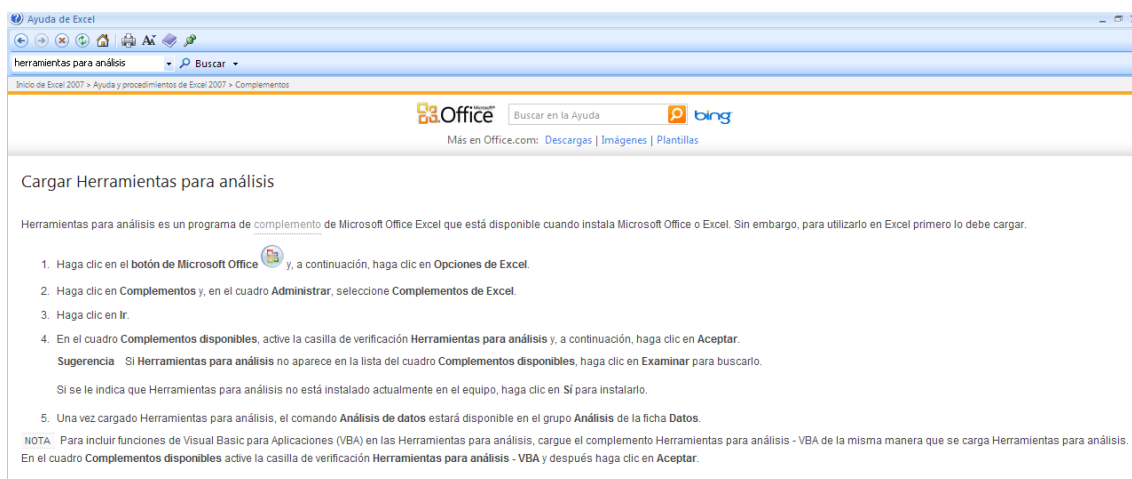 Ayuda de Excel
herramientas para análisis Buscar
Inicio de Excel 2007 > Ayuda y procedimientos de Excel 2007 > Complementos
Microsoft Office Buscar en la Ayuda bing
Más en Office.com: Descargas | Imágenes | Plantillas
Cargar Herramientas para análisis
Herramientas para análisis es un programa de complemento de Microsoft Office Excel que está disponible cuando instala Microsoft Office o Excel. Sin embargo, para utilizarlo en Excel primero lo debe cargar.
1. Haga clic en el botón de Microsoft Office y, a continuación, haga clic en Opciones de Excel.
2. Haga clic en Complementos y, en el cuadro Administrar, seleccione Complementos de Excel.
3. Haga clic en Ir.
4. En el cuadro Complementos disponibles, active la casilla de verificación Herramientas para análisis y, a continuación, haga clic en Aceptar.
Sugerencia Si Herramientas para análisis no aparece en la lista del cuadro Complementos disponibles, haga clic en Examinar para buscarlo.
Si se le indica que Herramientas para análisis no está instalado actualmente en el equipo, haga clic en Sí para instalarlo.
5. Una vez cargado Herramientas para análisis, el comando Análisis de datos estará disponible en el grupo Análisis de la ficha Datos.
NOTA Para incluir funciones de Visual Basic para Aplicaciones (VBA) en las Herramientas para análisis, cargue el complemento Herramientas para análisis - VBA de la misma manera que se carga Herramientas para análisis.
En el cuadro Complementos disponibles active la casilla de verificación Herramientas para análisis - VBA y después haga clic en Aceptar.